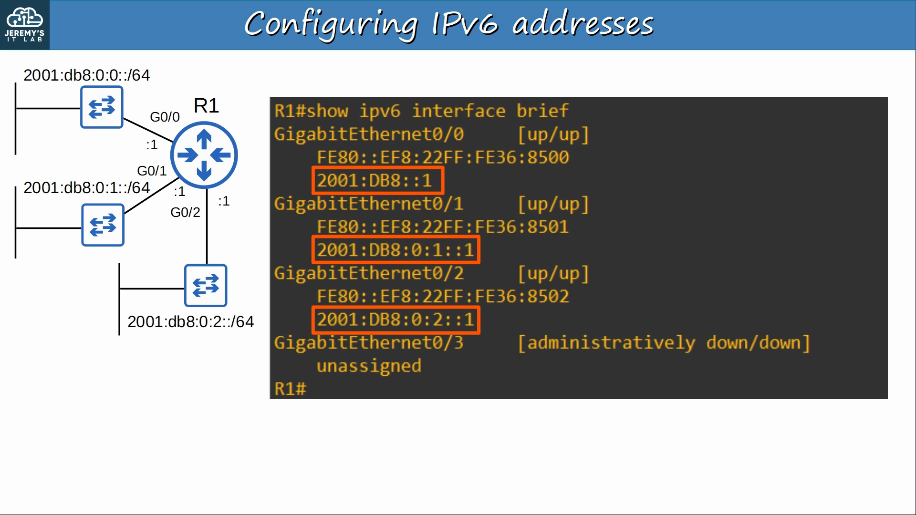 JEREMY'S
IT LAB
Configuring IPv6 addresses
2001:db8:0:0::/64
R1
G0/0
:1
G0/1
2001:db8:0:1::/64
:1
:1
G0/2
2001:db8:0:2::/64
R1#show ipv6 interface brief
GigabitEthernet0/0 [up/up]
FE80::EF8:22FF:FE36:8500
2001:DB8::1
GigabitEthernet0/1 [up/up]
FE80::EF8:22FF:FE36:8501
2001:DB8:0:1::1
GigabitEthernet0/2 [up/up]
FE80::EF8:22FF:FE36:8502
2001:DB8:0:2::1
GigabitEthernet0/3 [administratively down/down]
unassigned
R1#